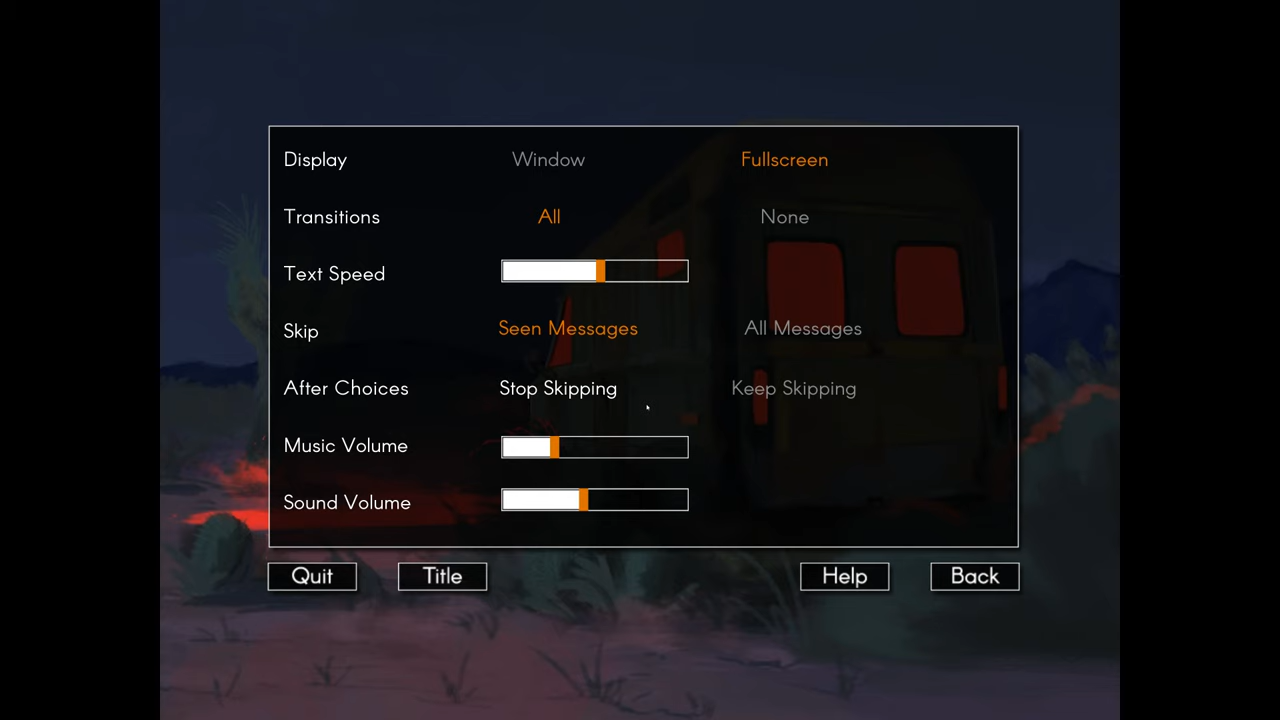 Display Window Fullscreen
Transitions All None
Text Speed
Skip Seen Messages All Messages
After Choices Stop Skipping Keep Skipping
Music Volume
Sound Volume
Quit Title Help Back